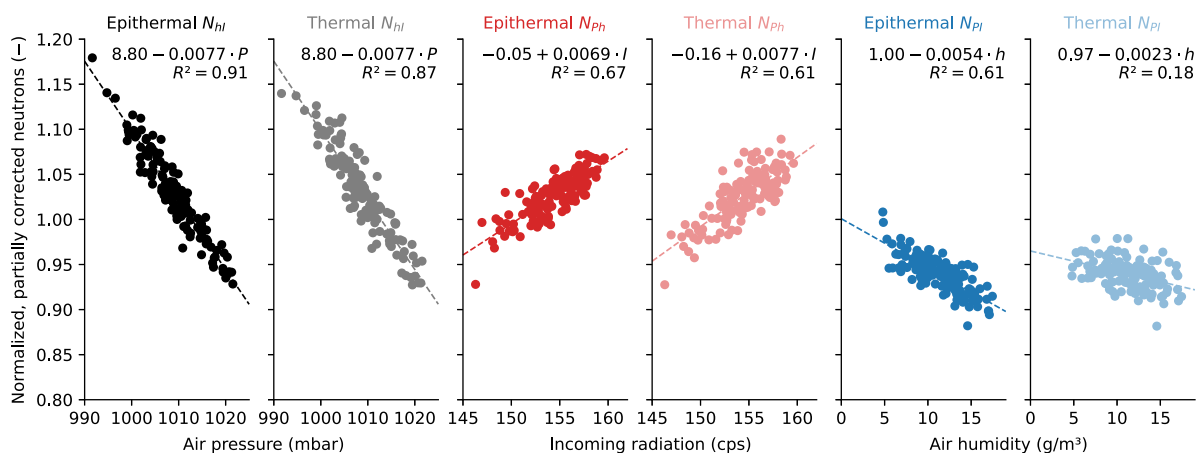 Epithermal N_hI
8.80 − 0.0077 · P
R² = 0.91
Thermal N_hI
8.80 − 0.0077 · P
R² = 0.87
Epithermal N_Ph
−0.05 + 0.0069 · I
R² = 0.67
Thermal N_Ph
−0.16 + 0.0077 · I
R² = 0.61
Epithermal N_PI
1.00 − 0.0054 · h
R² = 0.61
Thermal N_PI
0.97 − 0.0023 · h
R² = 0.18
Normalized, partially corrected neutrons (−)
1.20
1.15
1.10
1.05
1.00
0.95
0.90
0.85
0.80
990 1000 1010 1020
990 1000 1010 1020
145 150 155 160
145 150 155 160
0 5 10 15
0 5 10 15
Air pressure (mbar)
Incoming radiation (cps)
Air humidity (g/m³)